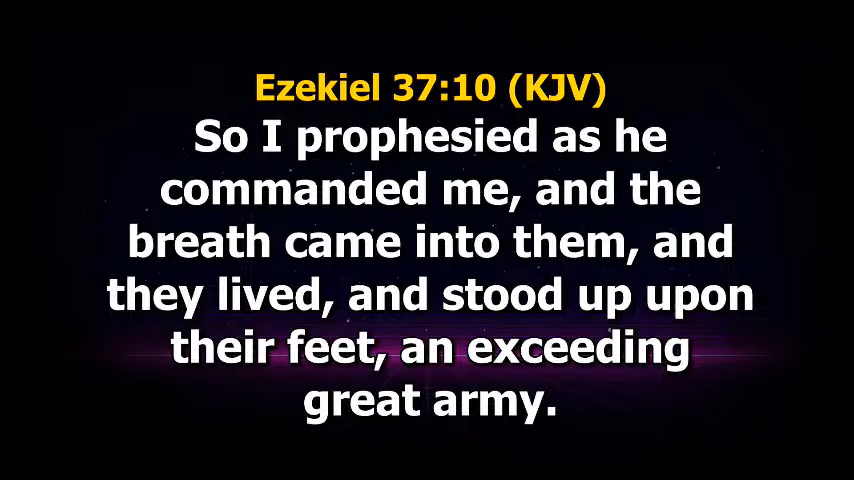 Ezekiel 37:10 (KJV)
So I prophesied as he
commanded me, and the
breath came into them, and
they lived, and stood up upon
their feet, an exceeding
great army.